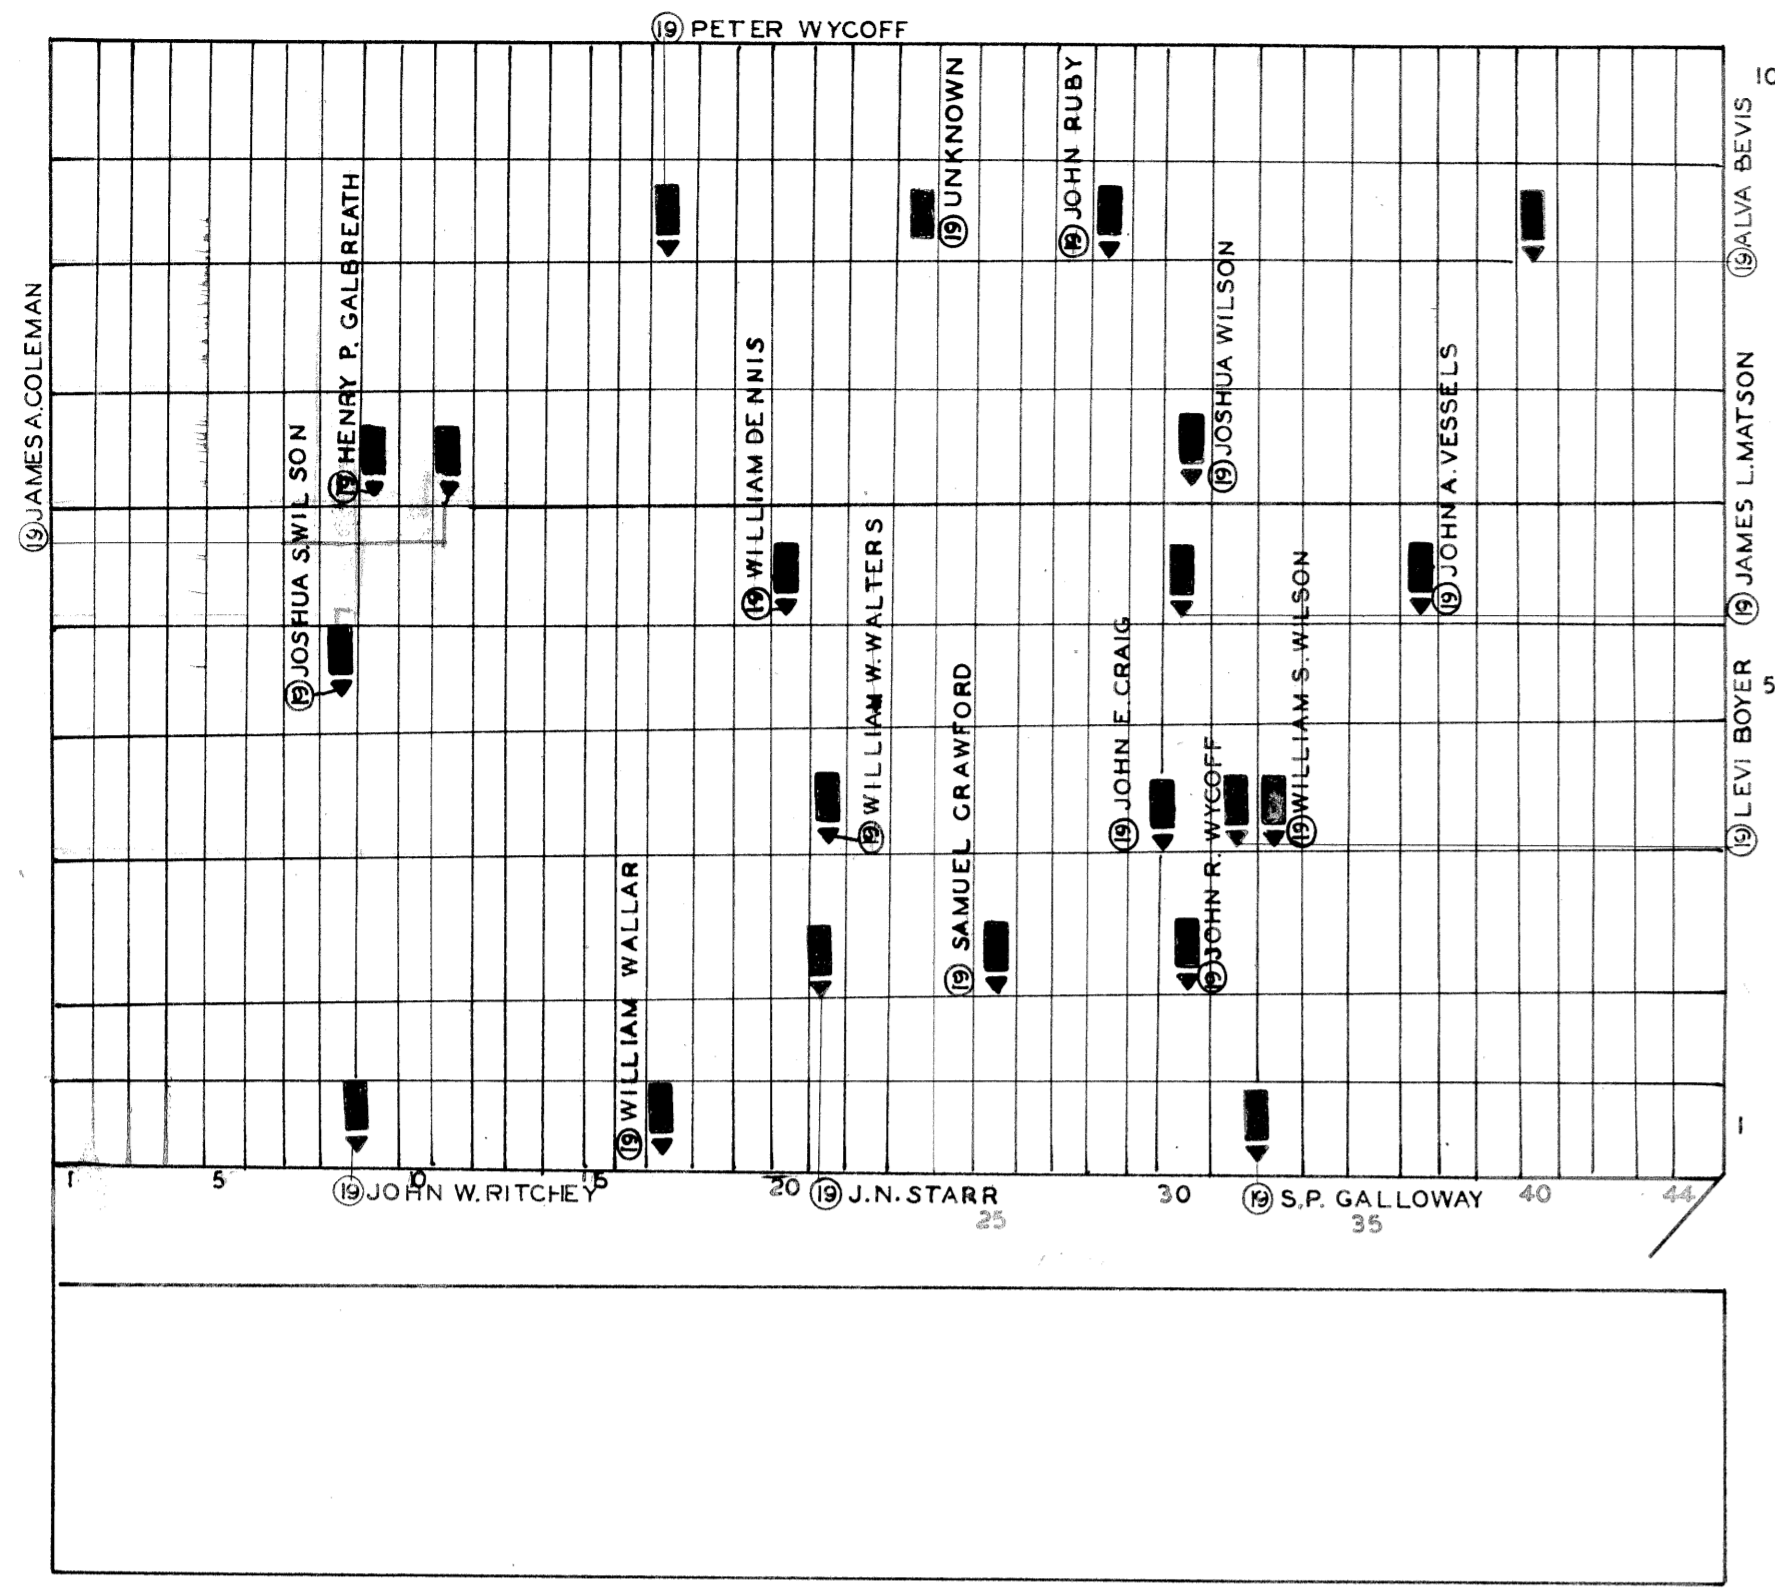 19 PETER WYCOFF
10
19 UNKNOWN
19 JOHN RUBY
19 ALVA BEVIS
19 HENRY P. GALBREATH
19 JAMES A. COLEMAN
19 JOSHUA WILSON
19 WILLIAM DENNIS
19 JOHN A. VESSELS
19 JAMES L. MATSON
19 JOSHUA S. WILSON
19 WILLIAM W. WALTERS
19 WILLIAM S. WILSON
19 JOHN E. CRAIG
5
19 LEVI BOYER
19 SAMUEL CRAWFORD
19 JOHN R. WYCOFF
19 WILLIAM WALLAR
1
1 5 10 15 20 30 40 44
19 JOHN W. RITCHEY
19 J.N. STARR
19 S.P. GALLOWAY
25 35